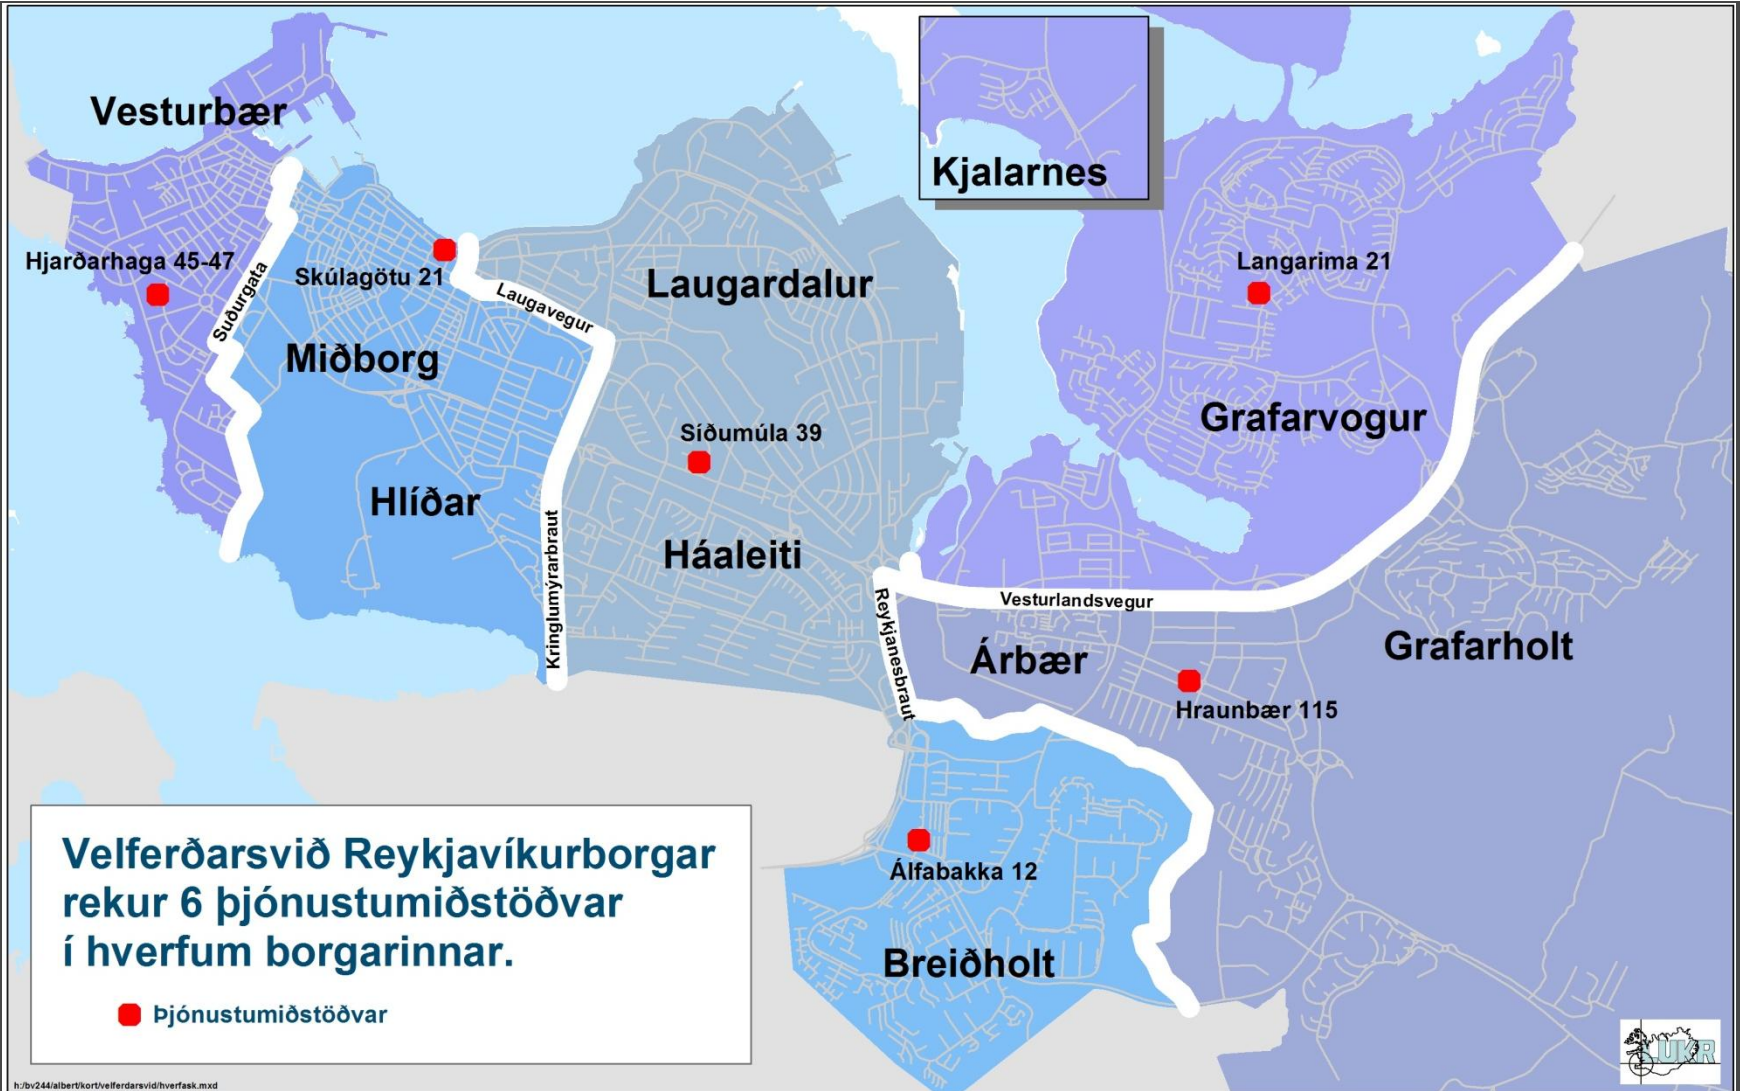 Vesturbær
Kjalarnes
Hjarðarhaga 45-47
Suðurgata
Skúlagötu 21
Laugavegur
Laugardalur
Langarima 21
Miðborg
Síðumúla 39
Grafarvogur
Hlíðar
Kringlumýrarbraut
Háaleiti
Reykjanesbraut
Vesturlandsvegur
Árbær
Grafarholt
Hraunbær 115
Álfabakka 12
Breiðholt
Velferðarsvið Reykjavíkurborgar
rekur 6 þjónustumiðstöðvar
í hverfum borgarinnar.
Þjónustumiðstöðvar
LUKR
h:/bv244/albert/kort/velferdarsvid/hverfask.mxd